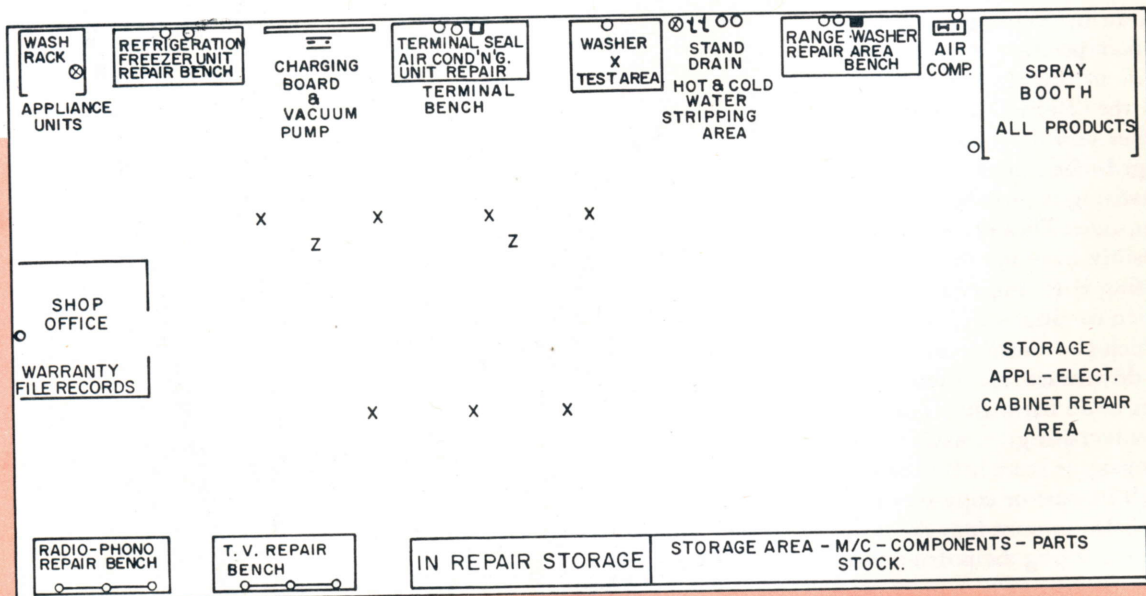 WASH
RACK
APPLIANCE
UNITS
REFRIGERATION
FREEZER UNIT
REPAIR BENCH
CHARGING
BOARD
&
VACUUM
PUMP
TERMINAL SEAL
AIR COND'N'G.
UNIT REPAIR
TERMINAL
BENCH
WASHER
X
TEST AREA
STAND
DRAIN
HOT & COLD
WATER
STRIPPING
AREA
RANGE WASHER
REPAIR AREA
BENCH
AIR
COMP.
SPRAY
BOOTH
ALL PRODUCTS
X X X X
Z Z
SHOP
OFFICE
WARRANTY
FILE RECORDS
STORAGE
APPL.-ELECT.
CABINET REPAIR
AREA
X X X
RADIO-PHONO
REPAIR BENCH
T. V. REPAIR
BENCH
IN REPAIR STORAGE
STORAGE AREA - M/C - COMPONENTS - PARTS
STOCK.